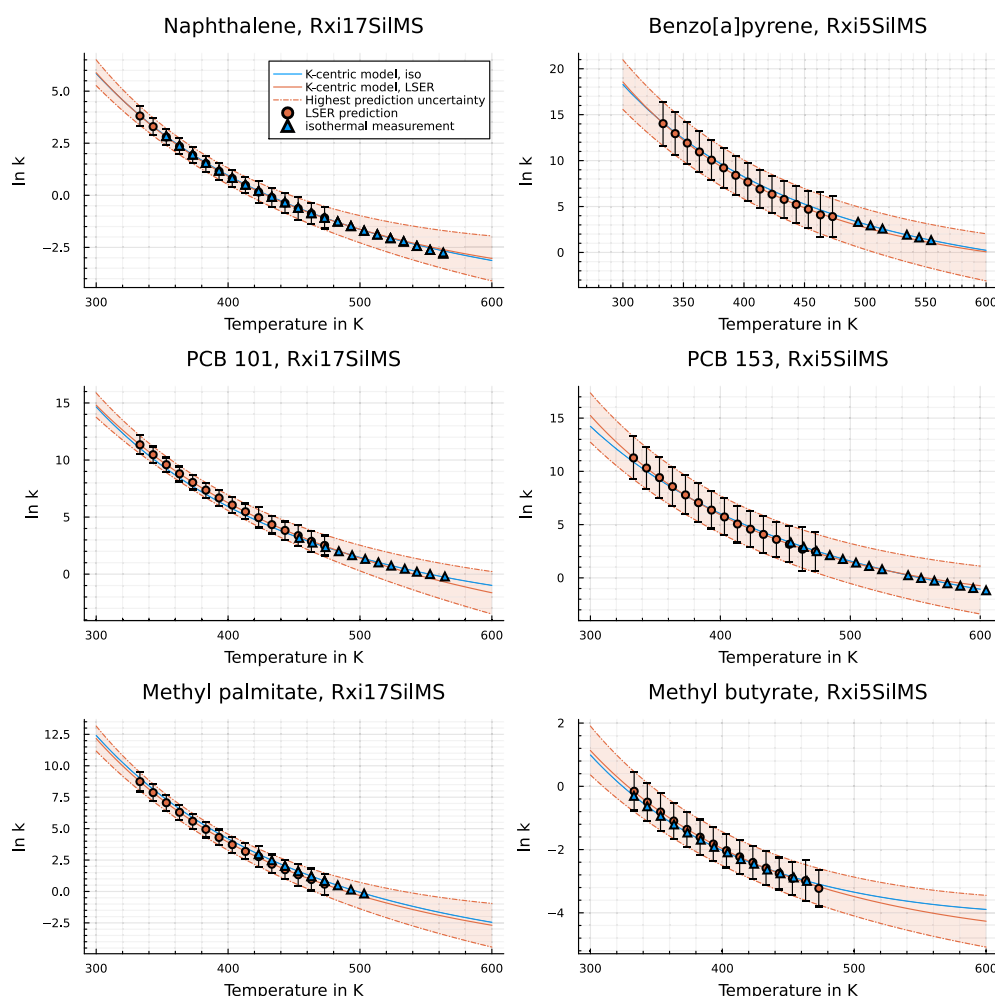 Naphthalene, Rxi17SilMS
ln k
5.0
2.5
0.0
−2.5
K-centric model, iso
K-centric model, LSER
Highest prediction uncertainty
LSER prediction
isothermal measurement
300 400 500 600
Temperature in K
Benzo[a]pyrene, Rxi5SilMS
ln k
20
15
10
5
0
300 350 400 450 500 550 600
Temperature in K
PCB 101, Rxi17SilMS
ln k
15
10
5
0
300 400 500 600
Temperature in K
PCB 153, Rxi5SilMS
ln k
15
10
5
0
300 400 500 600
Temperature in K
Methyl palmitate, Rxi17SilMS
ln k
12.5
10.0
7.5
5.0
2.5
0.0
−2.5
300 400 500 600
Temperature in K
Methyl butyrate, Rxi5SilMS
ln k
2
0
−2
−4
300 400 500 600
Temperature in K